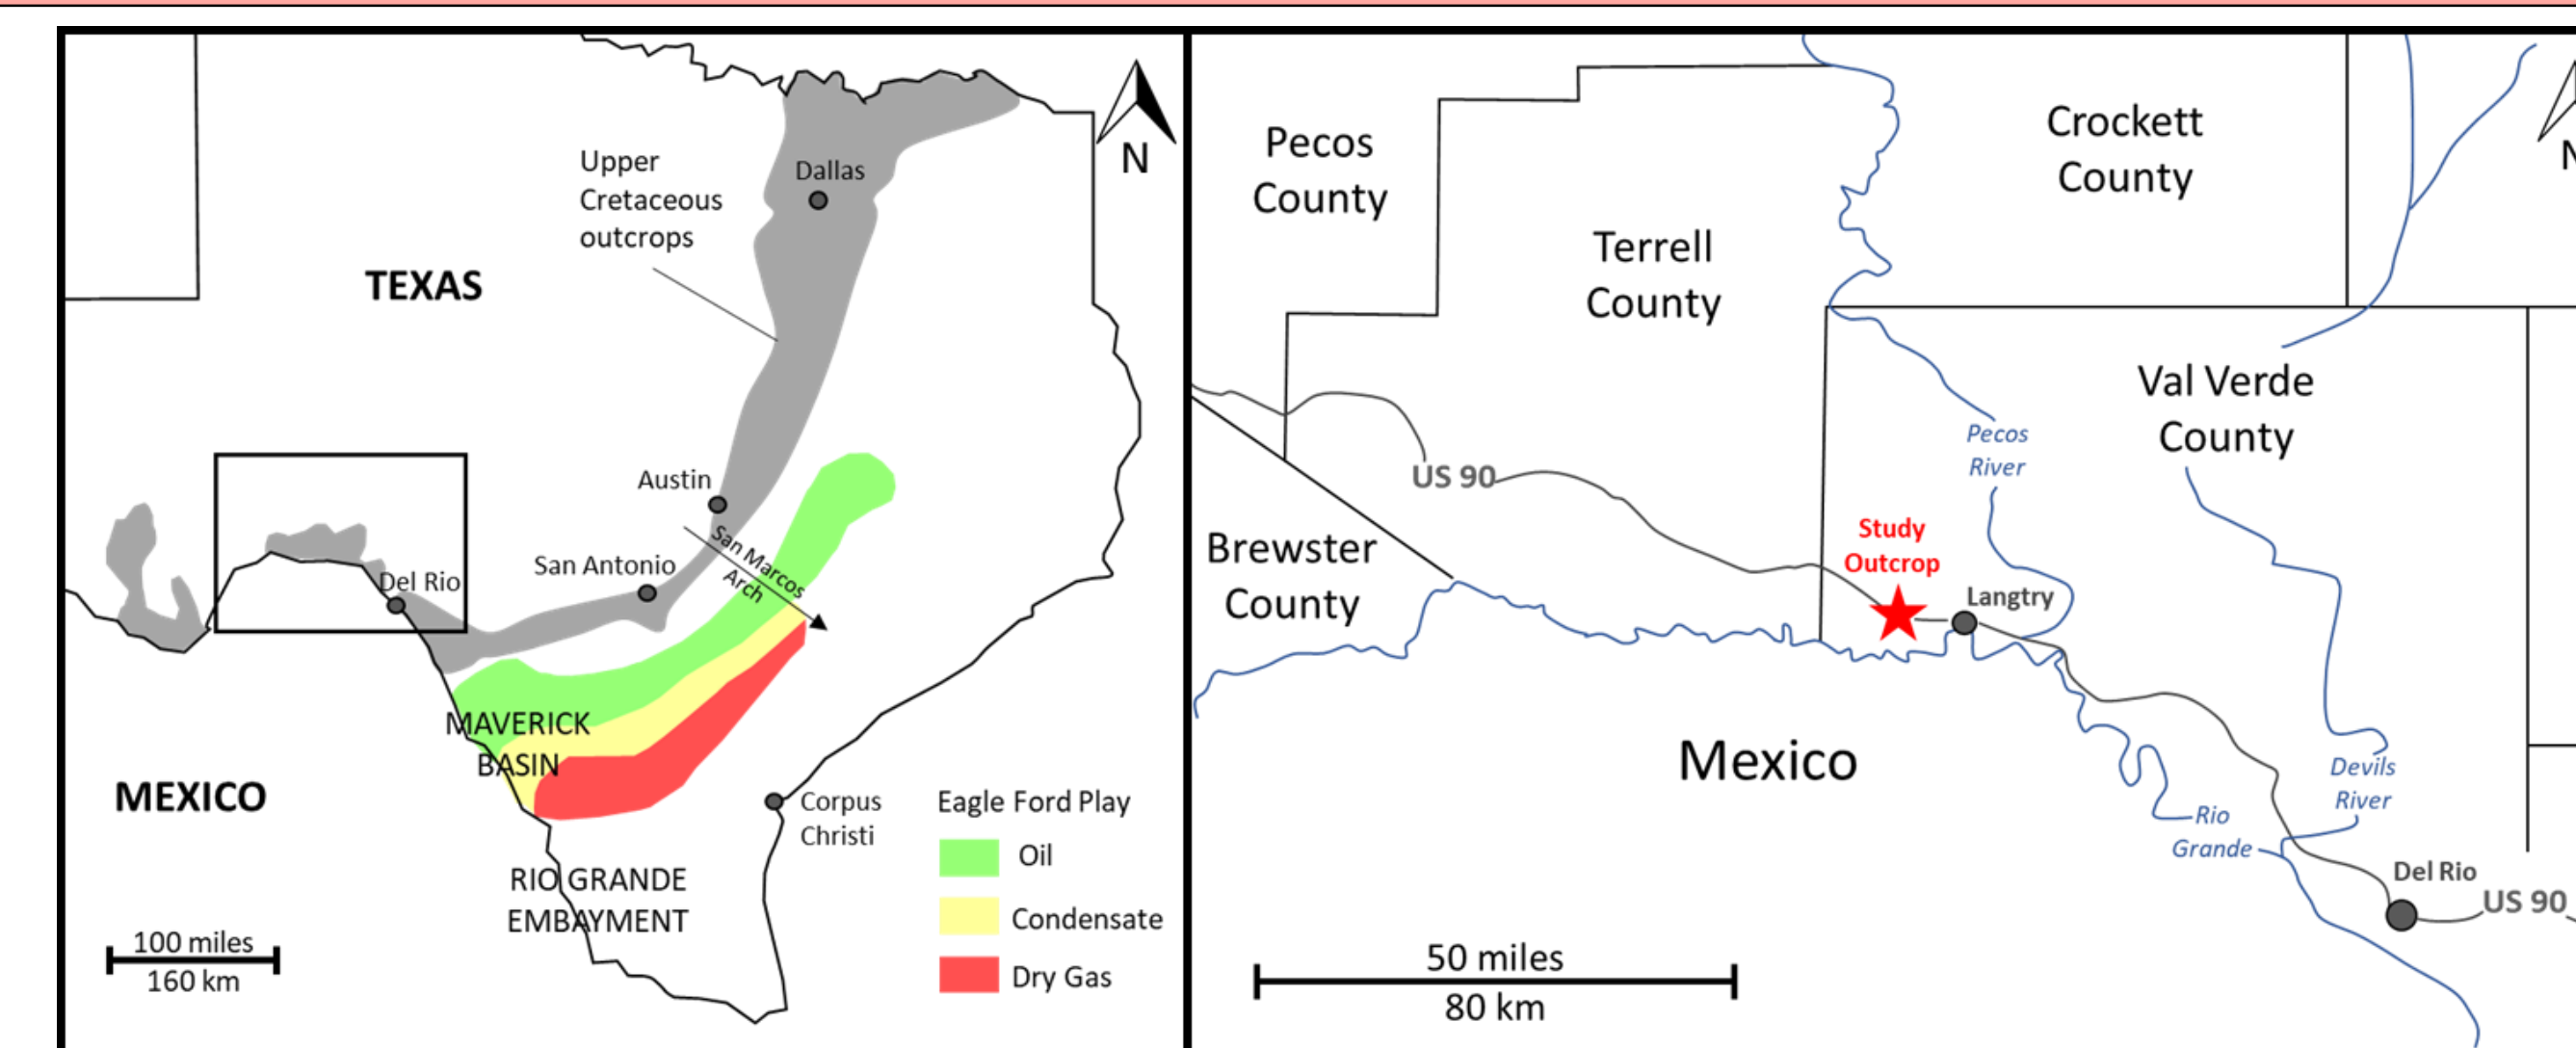 Upper
Cretaceous
outcrops
Dallas
N
TEXAS
Austin
San Marcos
Arch
San Antonio
Del Rio
MAVERICK
BASIN
MEXICO
Corpus
Christi
RIO GRANDE
EMBAYMENT
100 miles
160 km
Eagle Ford Play
Oil
Condensate
Dry Gas
Pecos
County
Crockett
County
Terrell
County
Val Verde
County
Pecos
River
US 90
Brewster
County
Study
Outcrop
Langtry
Mexico
Devils
River
Rio
Grande
Del Rio
US 90
50 miles
80 km